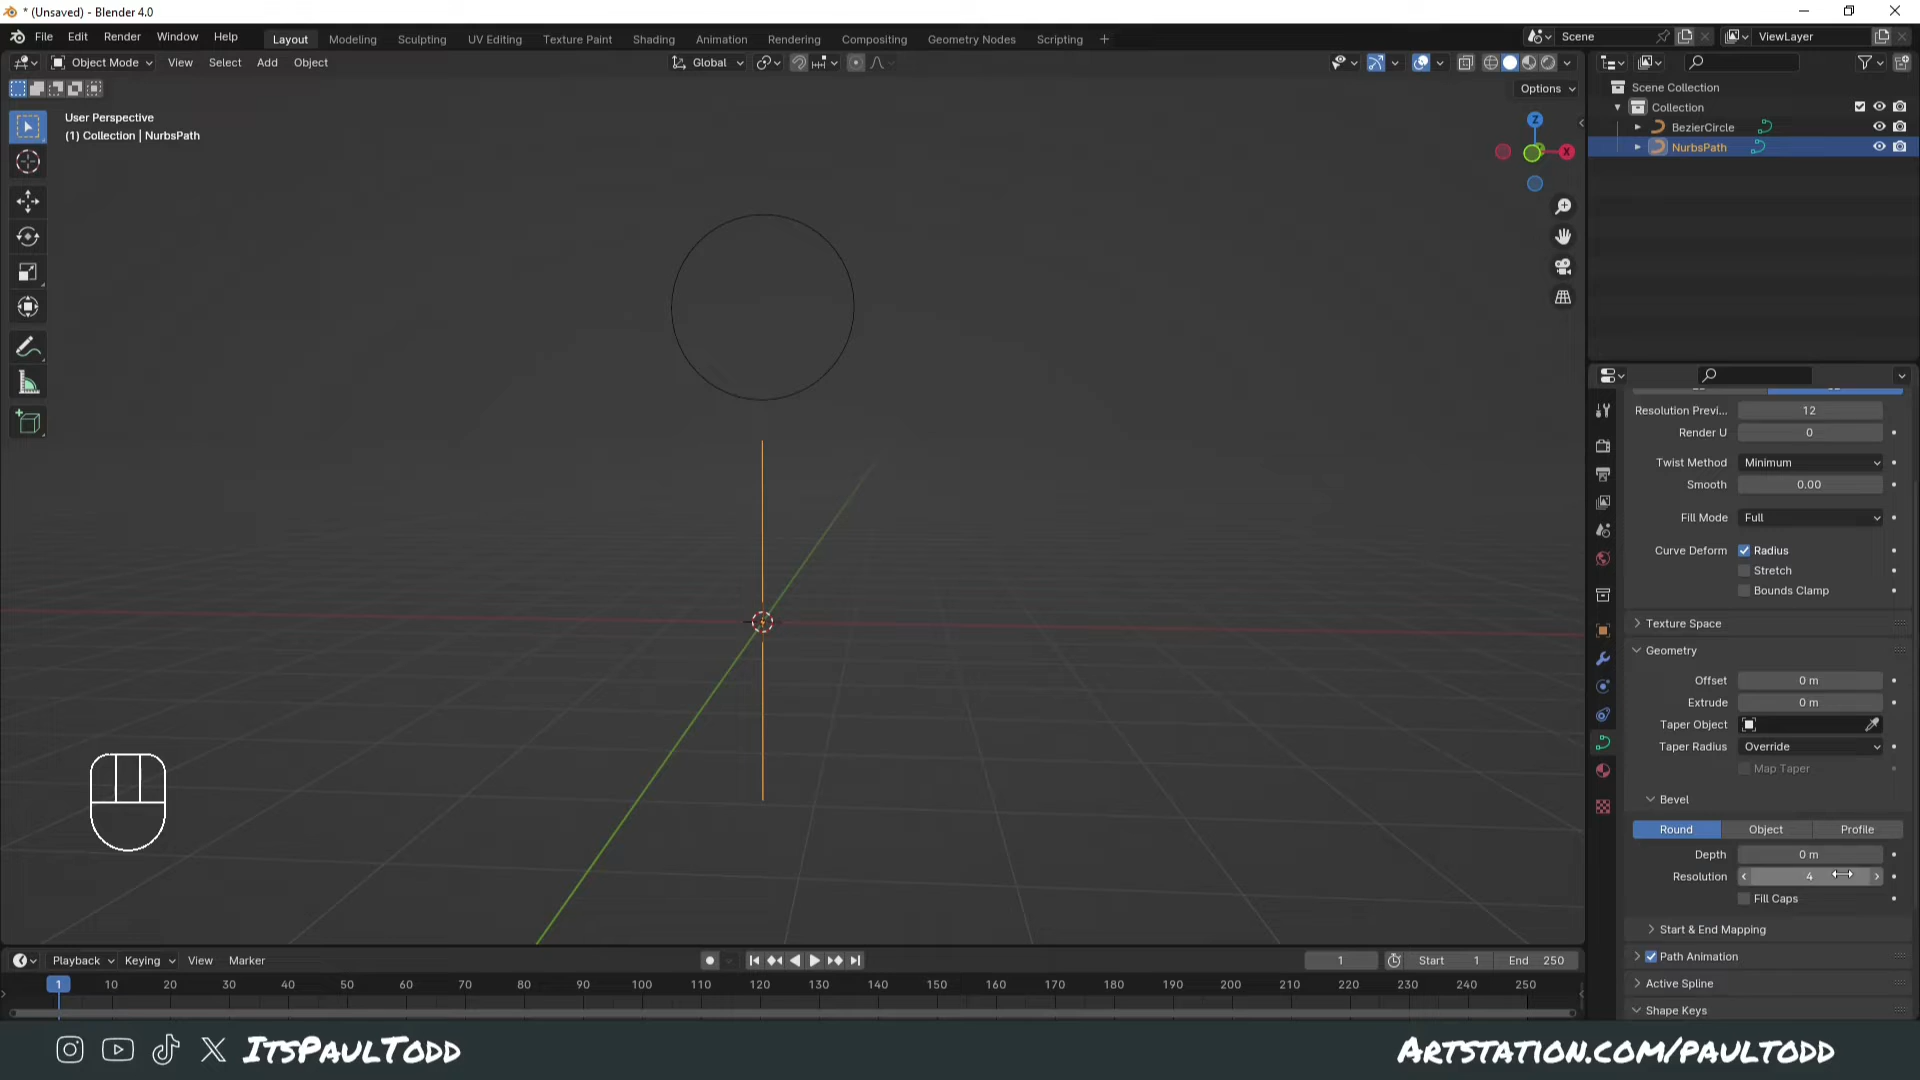 * (Unsaved) - Blender 4.0
File Edit Render Window Help
Layout Modeling Sculpting UV Editing Texture Paint Shading Animation Rendering Compositing Geometry Nodes Scripting +
Scene
ViewLayer
Object Mode View Select Add Object
Global
Options
User Perspective
(1) Collection | NurbsPath
Z
X
Scene Collection
Collection
BezierCircle
NurbsPath
Resolution Previ... 12
Render U 0
Twist Method Minimum
Smooth 0.00
Fill Mode Full
Curve Deform Radius
Stretch
Bounds Clamp
Texture Space
Geometry
Offset 0 m
Extrude 0 m
Taper Object
Taper Radius Override
Map Taper
Bevel
Round Object Profile
Depth 0 m
Resolution 4
Fill Caps
Start & End Mapping
Path Animation
Active Spline
Shape Keys
Playback Keying View Marker
1 Start 1 End 250
1 10 20 30 40 50 60 70 80 90 100 110 120 130 140 150 160 170 180 190 200 210 220 230 240 250
ItsPaulTodd
Artstation.com/paultodd